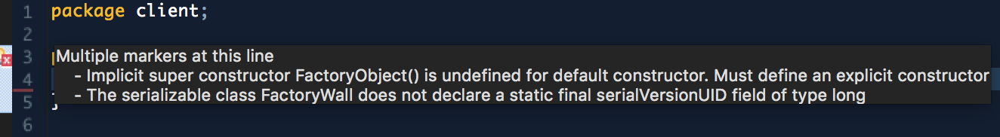 1 package client;
2
3 Multiple markers at this line
- Implicit super constructor FactoryObject() is undefined for default constructor. Must define an explicit constructor
4
- The serializable class FactoryWall does not declare a static final serialVersionUID field of type long
5 }
6